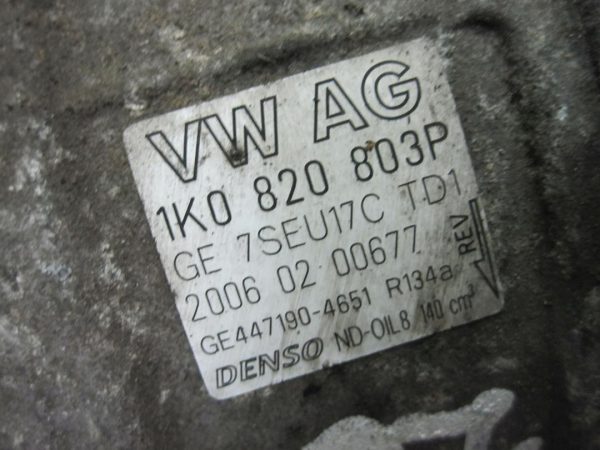 VW AG
1K0 820 803P
GE 7SEU17C TD1
2006 02 00677
REV
GE447190-4651 R134a
DENSO ND-OIL8 140 cm³